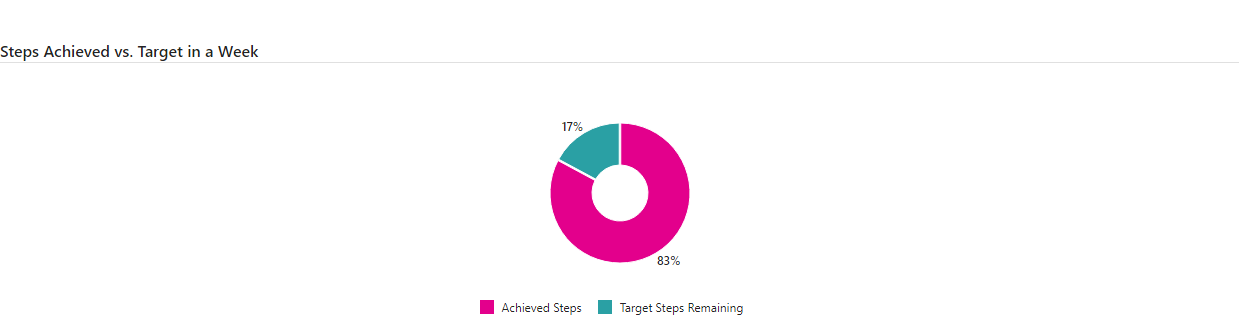 Steps Achieved vs. Target in a Week
17%
83%
Achieved Steps
Target Steps Remaining